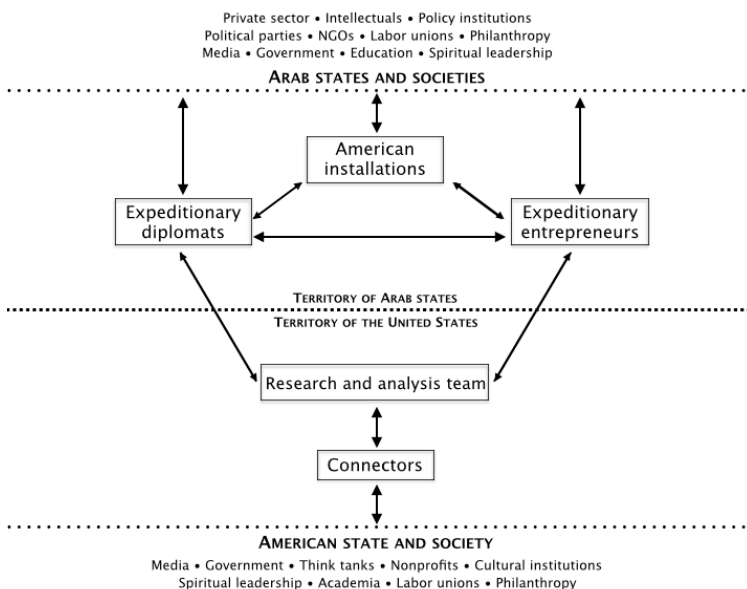 Private sector • Intellectuals • Policy institutions
Political parties • NGOs • Labor unions • Philanthropy
Media • Government • Education • Spiritual leadership
ARAB STATES AND SOCIETIES
American
installations
Expeditionary
diplomats
Expeditionary
entrepreneurs
TERRITORY OF ARAB STATES
TERRITORY OF THE UNITED STATES
Research and analysis team
Connectors
AMERICAN STATE AND SOCIETY
Media • Government • Think tanks • Nonprofits • Cultural institutions
Spiritual leadership • Academia • Labor unions • Philanthropy